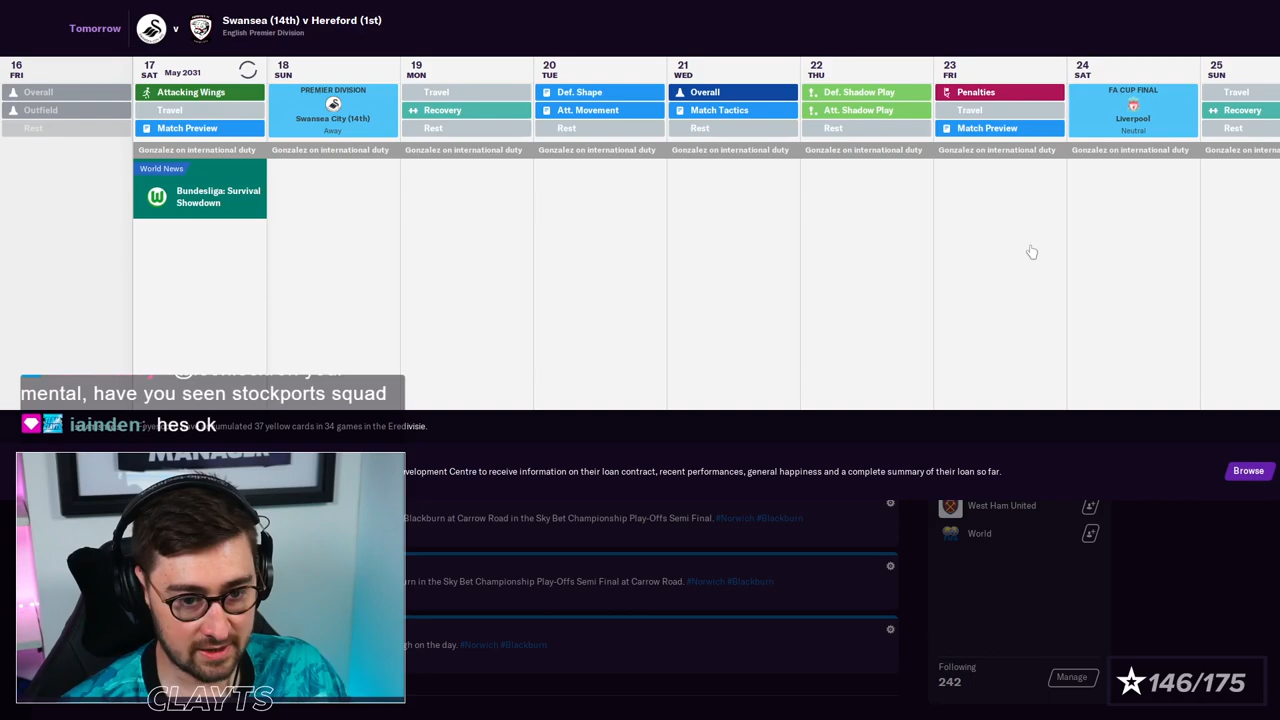 Tomorrow
v
Swansea (14th) v Hereford (1st)
English Premier Division
16
FRI
17
SAT
May 2031
18
SUN
19
MON
20
TUE
21
WED
22
THU
23
FRI
24
SAT
25
SUN
Overall
Outfield
Rest
Attacking Wings
Travel
Match Preview
PREMIER DIVISION
Swansea City (14th)
Away
Travel
Recovery
Rest
Def. Shape
Att. Movement
Rest
Overall
Match Tactics
Rest
Def. Shadow Play
Att. Shadow Play
Rest
Penalties
Travel
Match Preview
FA CUP FINAL
Liverpool
Neutral
Travel
Recovery
Rest
Gonzalez on international duty
Gonzalez on international duty
Gonzalez on international duty
Gonzalez on international duty
Gonzalez on international duty
Gonzalez on international duty
Gonzalez on international duty
Gonzalez on international duty
Gonzalez on interna
World News
Bundesliga: Survival
Showdown
mental, have you seen stockports squad
iainden hes ok
umulated 37 yellow cards in 34 games in the Eredivisie.
velopment Centre to receive information on their loan contract, recent performances, general happiness and a complete summary of their loan so far.
Browse
Blackburn at Carrow Road in the Sky Bet Championship Play-Offs Semi Final. #Norwich #Blackburn
West Ham United
World
FIFA
urn in the Sky Bet Championship Play-Offs Semi Final at Carrow Road. #Norwich #Blackburn
gh on the day. #Norwich #Blackburn
MANAGER
CLAYTS
Following
242
Manage
146/175